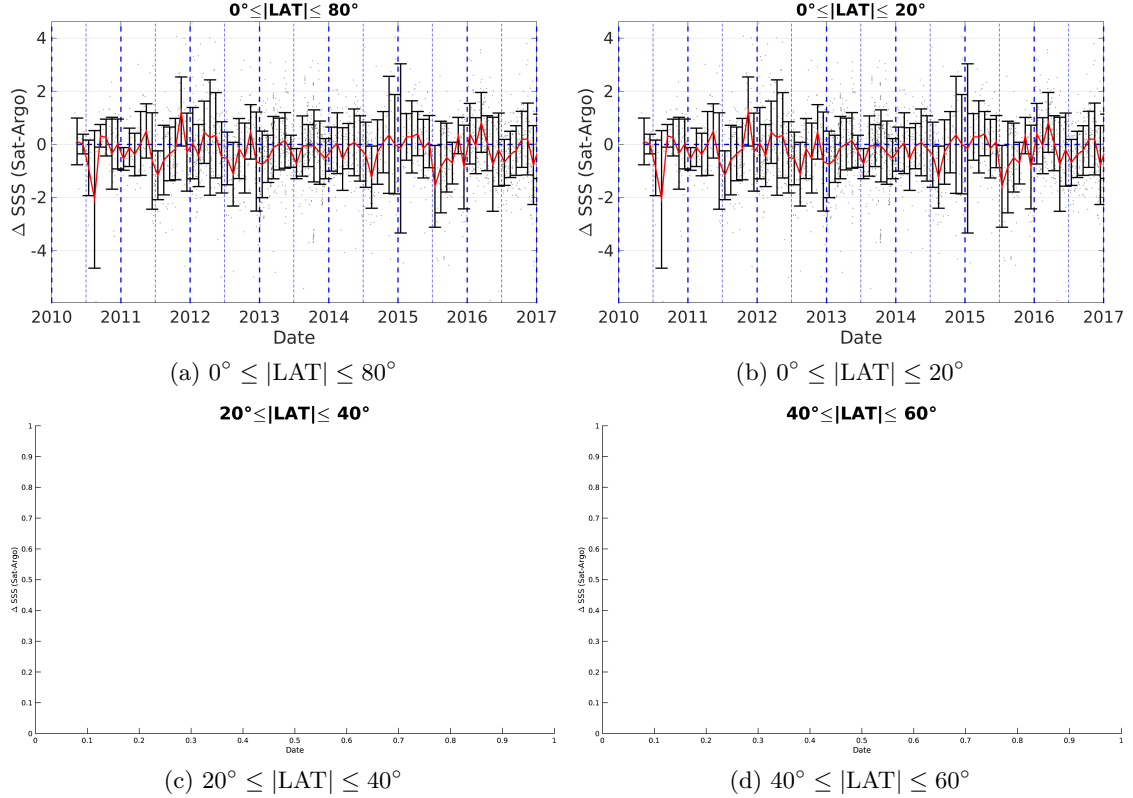 0°≤|LAT|≤ 80°
0°≤|LAT|≤ 20°
Δ SSS (Sat-Argo)
4
2
0
-2
-4
2010 2011 2012 2013 2014 2015 2016 2017
Date
Δ SSS (Sat-Argo)
4
2
0
-2
-4
2010 2011 2012 2013 2014 2015 2016 2017
Date
(a) 0° ≤ |LAT| ≤ 80°
(b) 0° ≤ |LAT| ≤ 20°
20°≤|LAT|≤ 40°
40°≤|LAT|≤ 60°
Δ SSS (Sat-Argo)
1
0.9
0.8
0.7
0.6
0.5
0.4
0.3
0.2
0.1
0
0 0.1 0.2 0.3 0.4 0.5 0.6 0.7 0.8 0.9 1
Date
Δ SSS (Sat-Argo)
1
0.9
0.8
0.7
0.6
0.5
0.4
0.3
0.2
0.1
0
0 0.1 0.2 0.3 0.4 0.5 0.6 0.7 0.8 0.9 1
Date
(c) 20° ≤ |LAT| ≤ 40°
(d) 40° ≤ |LAT| ≤ 60°